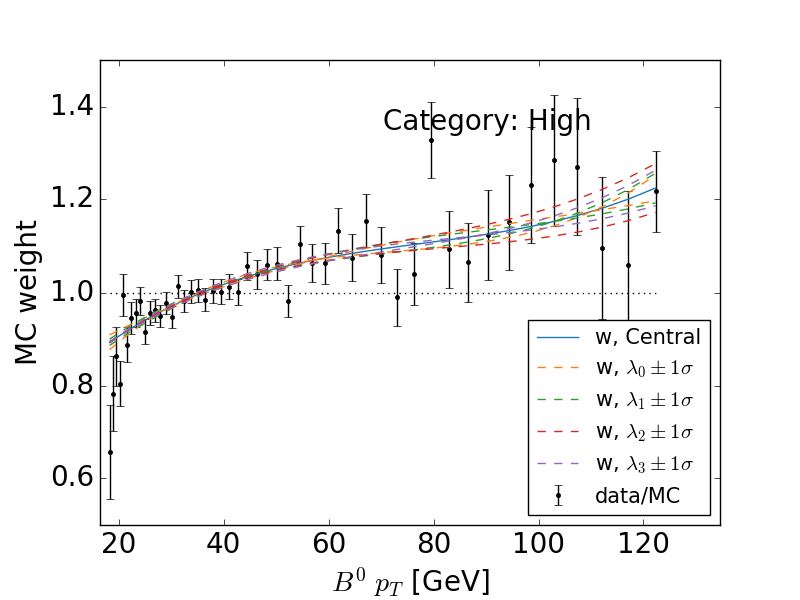 Category: High
MC weight
1.4
1.2
1.0
0.8
0.6
w, Central
w, λ₀ ± 1σ
w, λ₁ ± 1σ
w, λ₂ ± 1σ
w, λ₃ ± 1σ
data/MC
20 40 60 80 100 120
B⁰ p_T [GeV]